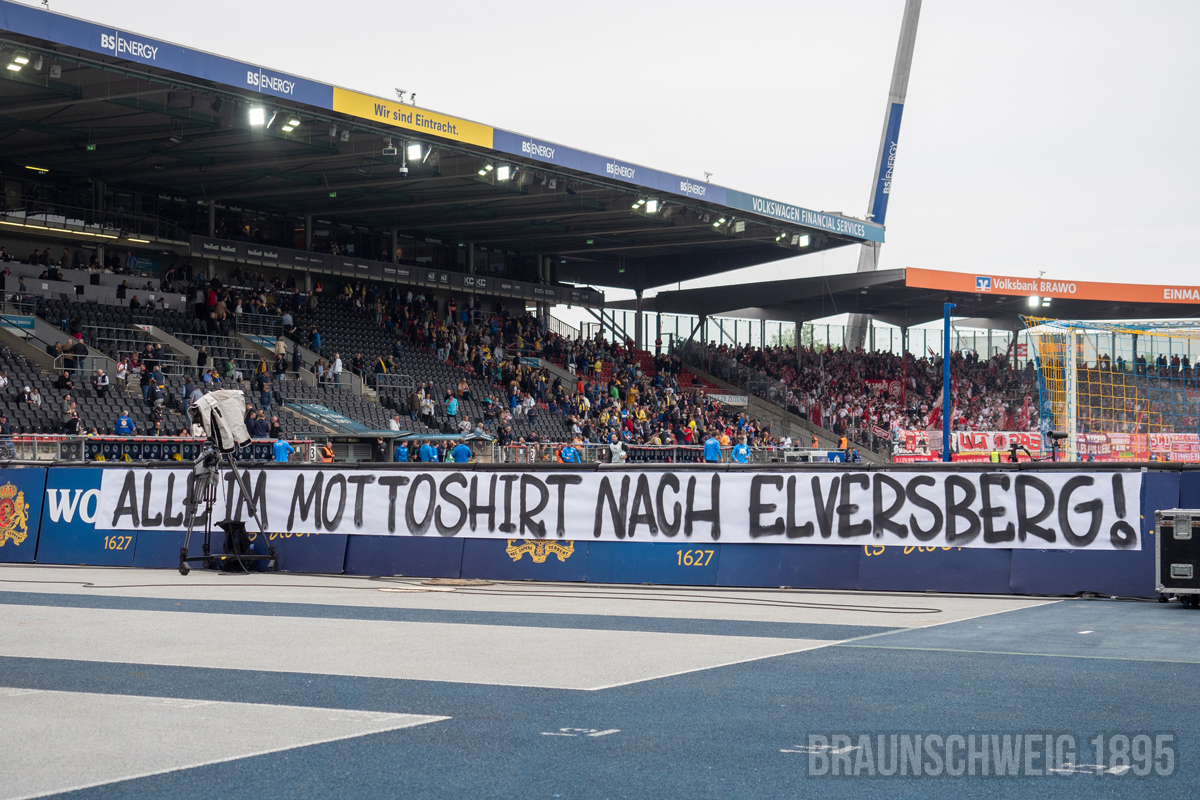 BS|ENERGY
BS|ENERGY
Wir sind Eintracht.
BS|ENERGY
BS|ENERGY
BS|ENERGY
VOLKSWAGEN FINANCIAL SERVICES
BS|ENERGY
Volksbank BRAWO
EINMA
ALLE IM MOTTOSHIRT NACH ELVERSBERG!
WO
1627
1627
BRAUNSCHWEIG 1895